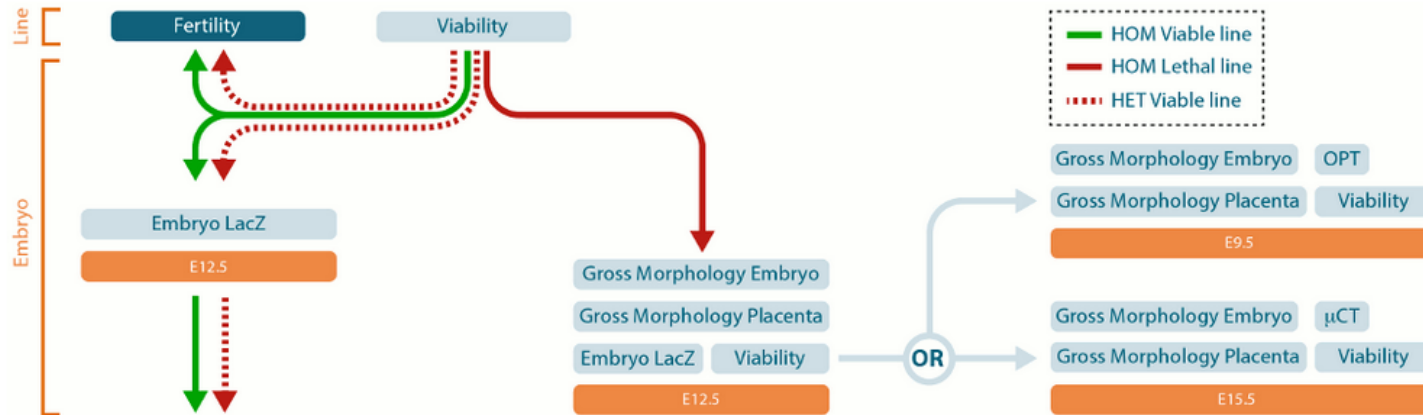 Line
Fertility
Viability
HOM Viable line
HOM Lethal line
HET Viable line
Embryo
Embryo LacZ
E12.5
Gross Morphology Embryo
Gross Morphology Placenta
Embryo LacZ Viability
E12.5
OR
Gross Morphology Embryo OPT
Gross Morphology Placenta Viability
E9.5
Gross Morphology Embryo μCT
Gross Morphology Placenta Viability
E15.5